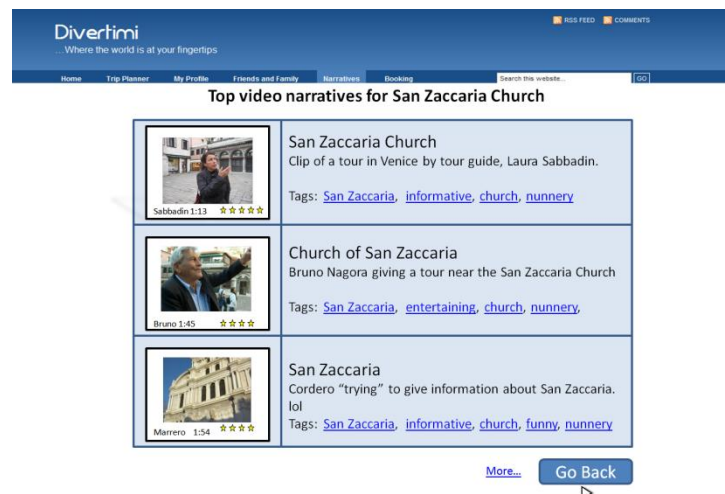 RSS FEED COMMENTS
Divertimi
...Where the world is at your fingertips
Home Trip Planner My Profile Friends and Family Narratives Booking Search this website... GO
Top video narratives for San Zaccaria Church
San Zaccaria Church
Clip of a tour in Venice by tour guide, Laura Sabbadin.
Tags: San Zaccaria, informative, church, nunnery
Sabbadin 1:13
Church of San Zaccaria
Bruno Nagora giving a tour near the San Zaccaria Church
Tags: San Zaccaria, entertaining, church, nunnery,
Bruno 1:45
San Zaccaria
Cordero “trying” to give information about San Zaccaria.
lol
Tags: San Zaccaria, informative, church, funny, nunnery
Marrero 1:54
More... Go Back